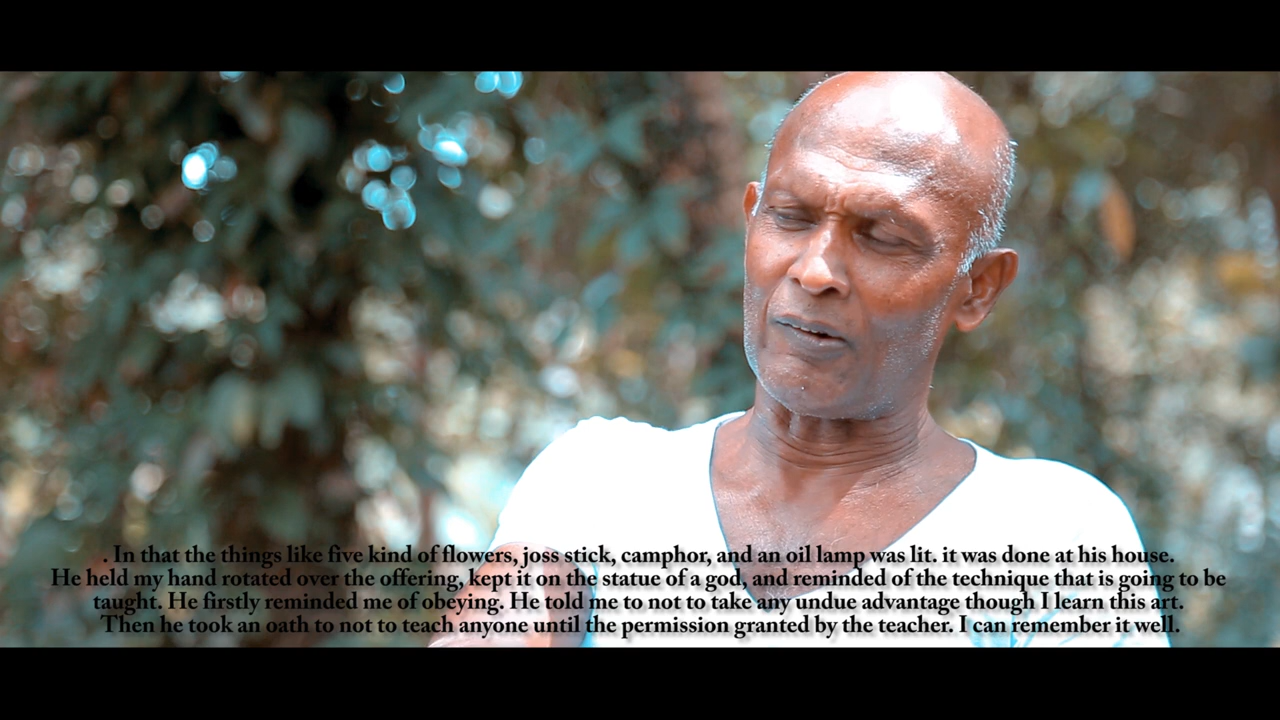 . In that the things like five kind of flowers, joss stick, camphor, and an oil lamp was lit. it was done at his house.
He held my hand rotated over the offering, kept it on the statue of a god, and reminded of the technique that is going to be
taught. He firstly reminded me of obeying. He told me to not to take any undue advantage though I learn this art.
Then he took an oath to not to teach anyone until the permission granted by the teacher. I can remember it well.